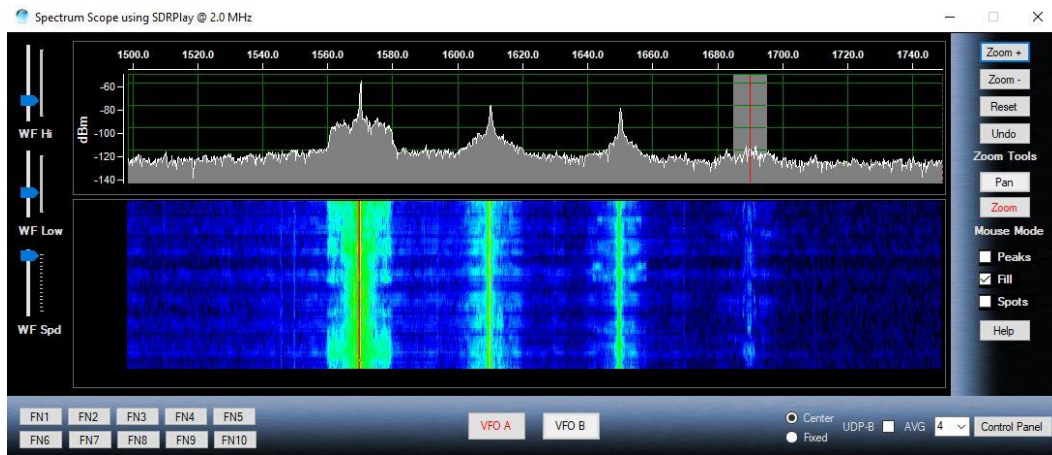 Spectrum Scope using SDRPlay @ 2.0 MHz
1500.0 1520.0 1540.0 1560.0 1580.0 1600.0 1620.0 1640.0 1660.0 1680.0 1700.0 1720.0 1740.0
dBm
-60
-80
-100
-120
-140
WF Hi
WF Low
WF Spd
Zoom +
Zoom -
Reset
Undo
Zoom Tools
Pan
Zoom
Mouse Mode
Peaks
Fill
Spots
Help
FN1 FN2 FN3 FN4 FN5
FN6 FN7 FN8 FN9 FN10
VFO A VFO B
Center
Fixed
UDP-B AVG 4 Control Panel